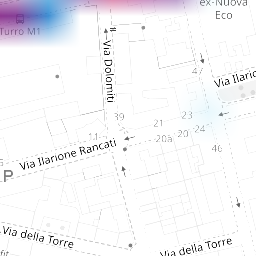 ex-Nuova
Eco
Turro M1
Via Dolomiti
47
Via Ilario
39
23
21
24
20
20a
11
46
Via Ilarione Rancati
P
Via della Torre
Via della Torre